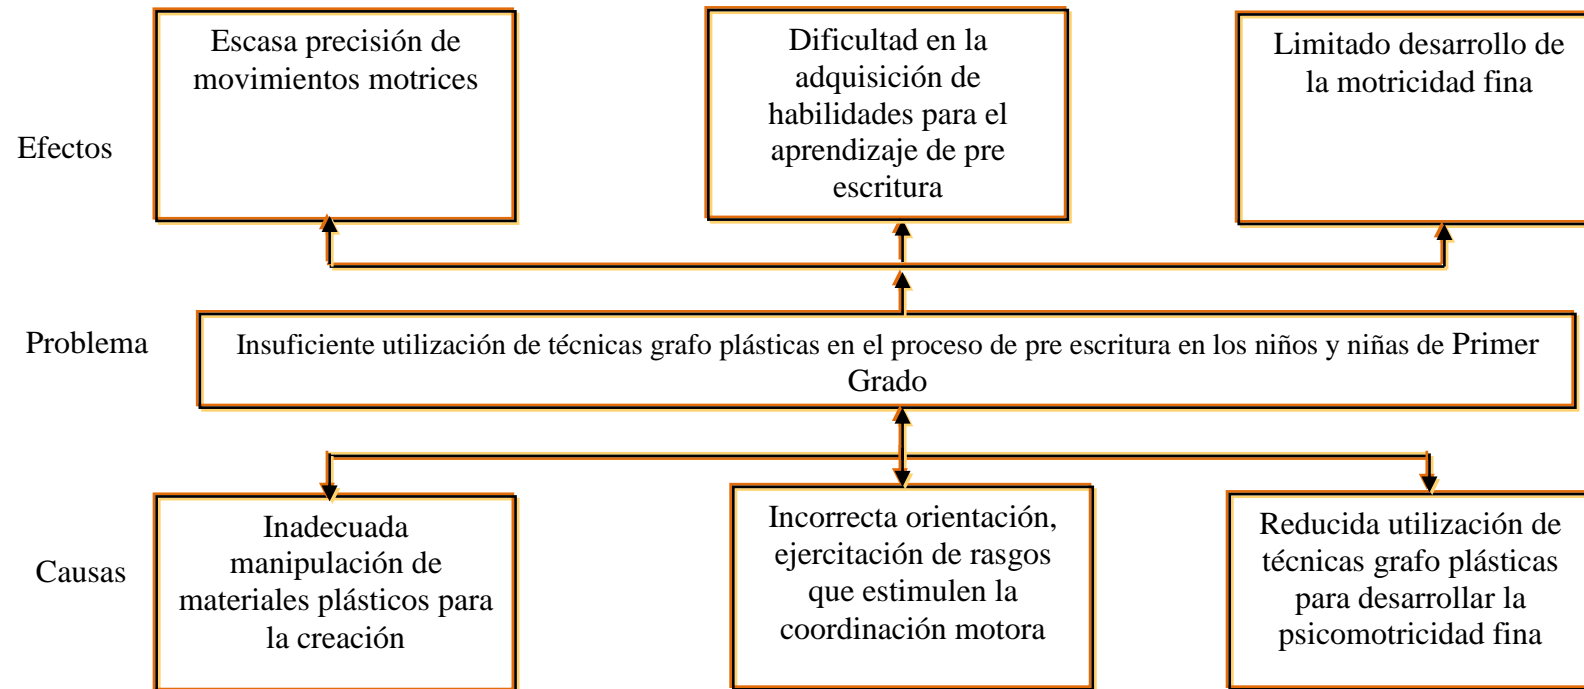 Escasa precisión de
movimientos motrices
Dificultad en la
adquisición de
habilidades para el
aprendizaje de pre
escritura
Limitado desarrollo de
la motricidad fina
Efectos
Problema
Insuficiente utilización de técnicas grafo plásticas en el proceso de pre escritura en los niños y niñas de Primer
Grado
Causas
Inadecuada
manipulación de
materiales plásticos para
la creación
Incorrecta orientación,
ejercitación de rasgos
que estimulen la
coordinación motora
Reducida utilización de
técnicas grafo plásticas
para desarrollar la
psicomotricidad fina